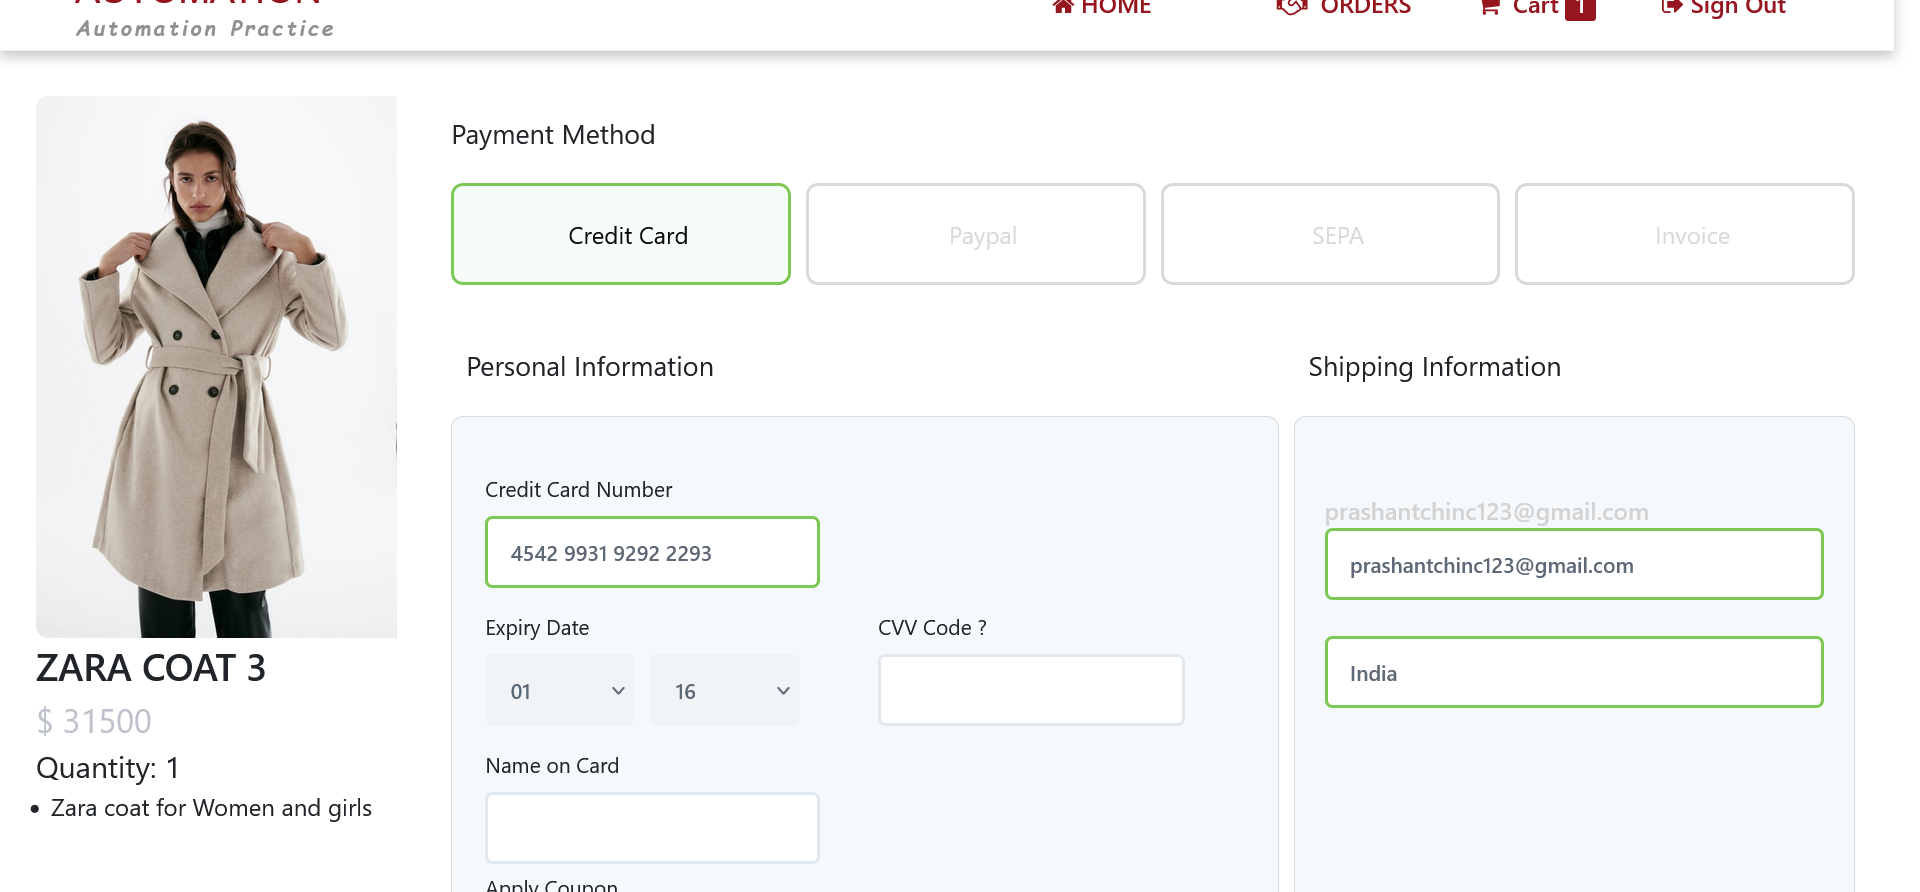 AUTOMATION
Automation Practice
HOME
ORDERS
Cart 1
Sign Out
Payment Method
Credit Card
Paypal
SEPA
Invoice
Personal Information
Shipping Information
Credit Card Number
4542 9931 9292 2293
Expiry Date
CVV Code ?
01
16
Name on Card
Apply Coupon
prashantchinc123@gmail.com
prashantchinc123@gmail.com
India
ZARA COAT 3
$ 31500
Quantity: 1
• Zara coat for Women and girls